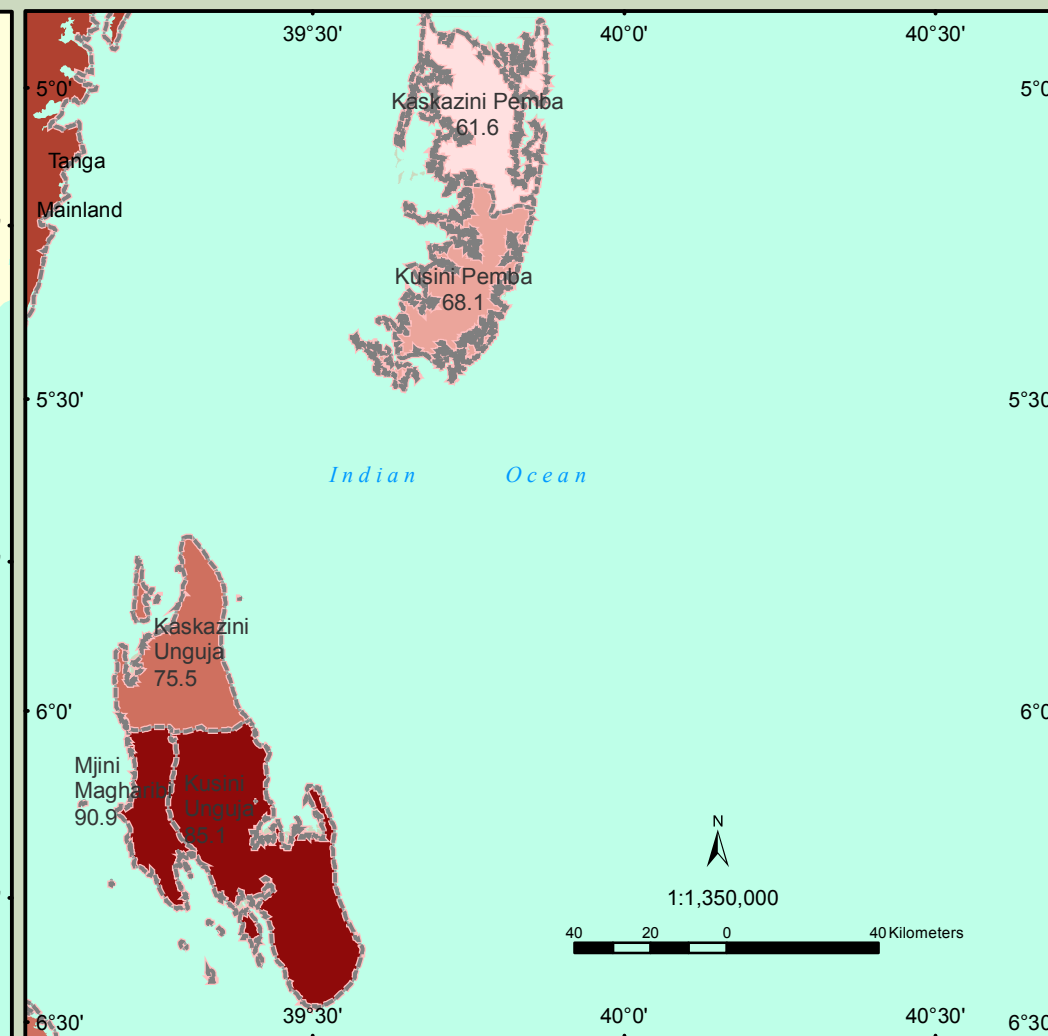 39°30' 40°0' 40°30'
5°0' 5°0
Kaskazini Pemba
61.6
Tanga
Mainland
Kusini Pemba
68.1
5°30' 5°30
Indian Ocean
Kaskazini
Unguja
75.5
6°0' 6°0
Mjini
Magharibi
90.9
Kusini
Unguja
85.1
N
1:1,350,000
40 20 0 40 Kilometers
6°30' 39°30' 40°0' 40°30' 6°30